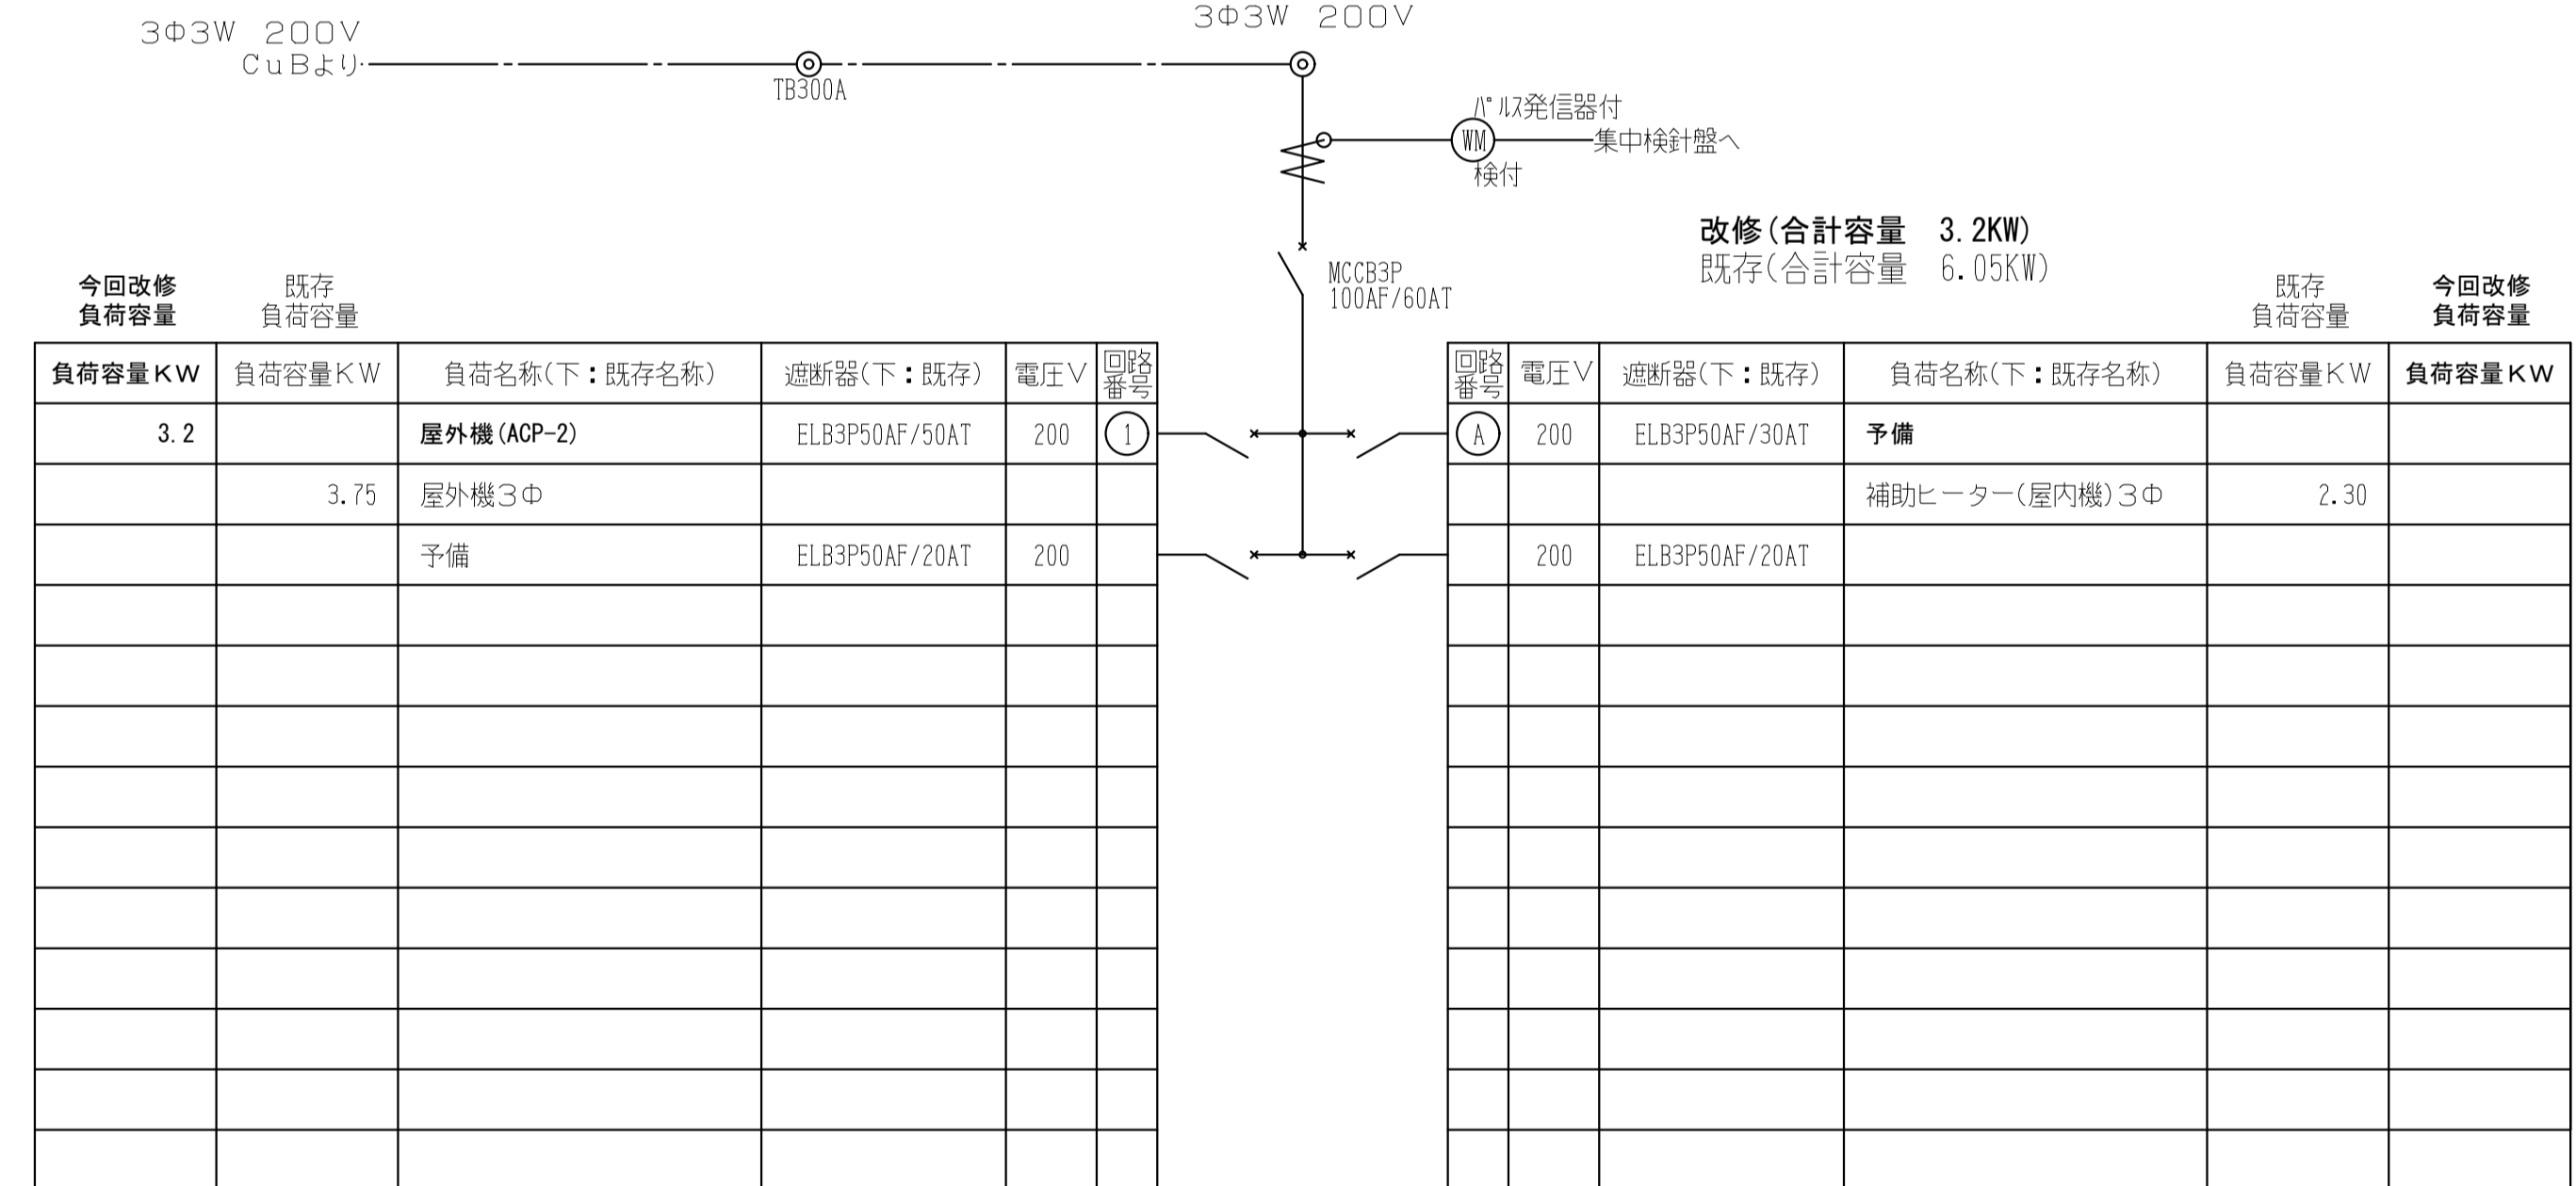 3Φ3W 200V
3Φ3W 200V
CuBより
TB300A
パルス発信器付
WM
集中検針盤へ
検付
改修(合計容量 3.2KW)
既存(合計容量 6.05KW)
MCCB3P
100AF/60AT
今回改修
負荷容量
既存
負荷容量
既存
負荷容量
今回改修
負荷容量
負荷容量KW 負荷容量KW 負荷名称(下:既存名称) 遮断器(下:既存) 電圧V 回路番号
3.2 屋外機(ACP-2) ELB3P50AF/50AT 200 1
3.75 屋外機3Φ
予備 ELB3P50AF/20AT 200
回路番号 電圧V 遮断器(下:既存) 負荷名称(下:既存名称) 負荷容量KW 負荷容量KW
A 200 ELB3P50AF/30AT 予備
補助ヒーター(屋内機)3Φ 2.30
200 ELB3P50AF/20AT